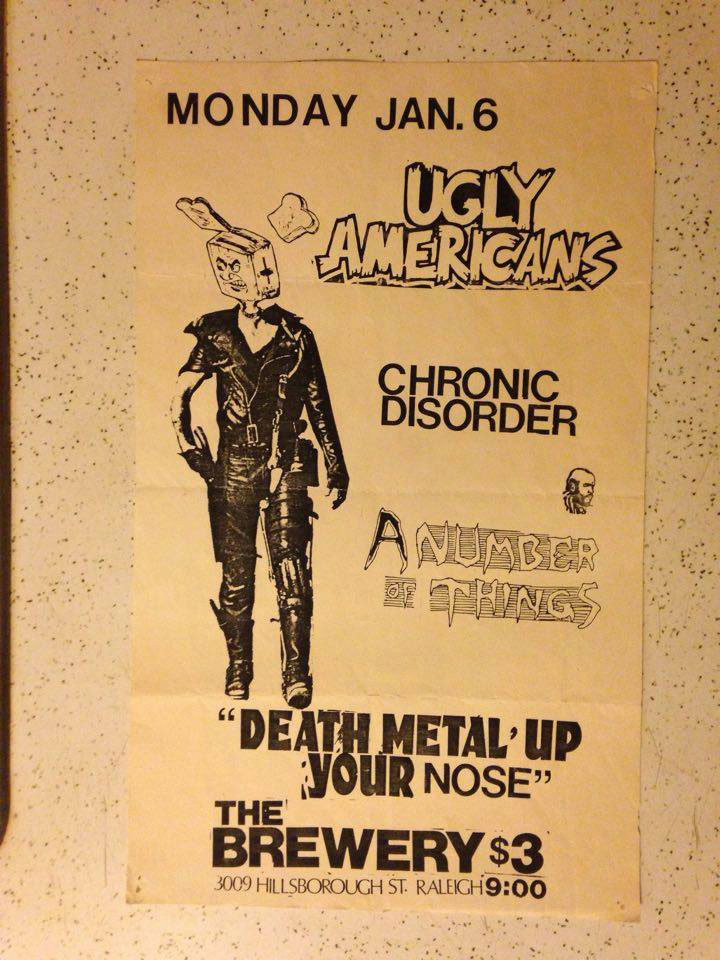 MONDAY JAN. 6
UGLY
AMERICANS
CHRONIC
DISORDER
A NUMBER
OF THINGS
“DEATH METAL’ UP
YOUR NOSE”
THE
BREWERY $3
3009 HILLSBOROUGH ST. RALEIGH 9:00